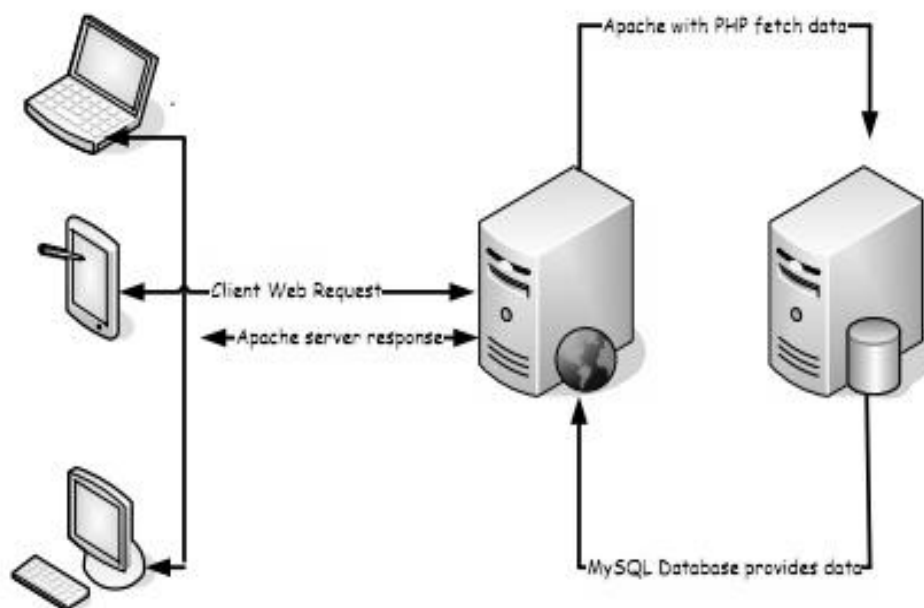 Apache with PHP fetch data
Client Web Request
Apache server response
MySQL Database provides data